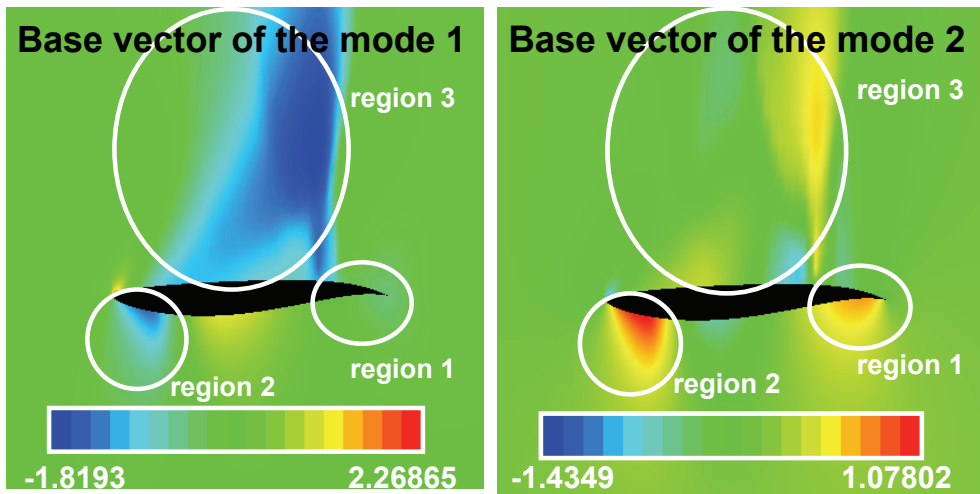 Base vector of the mode 1
region 3
region 2
region 1
-1.8193
2.26865
Base vector of the mode 2
region 3
region 2
region 1
-1.4349
1.07802